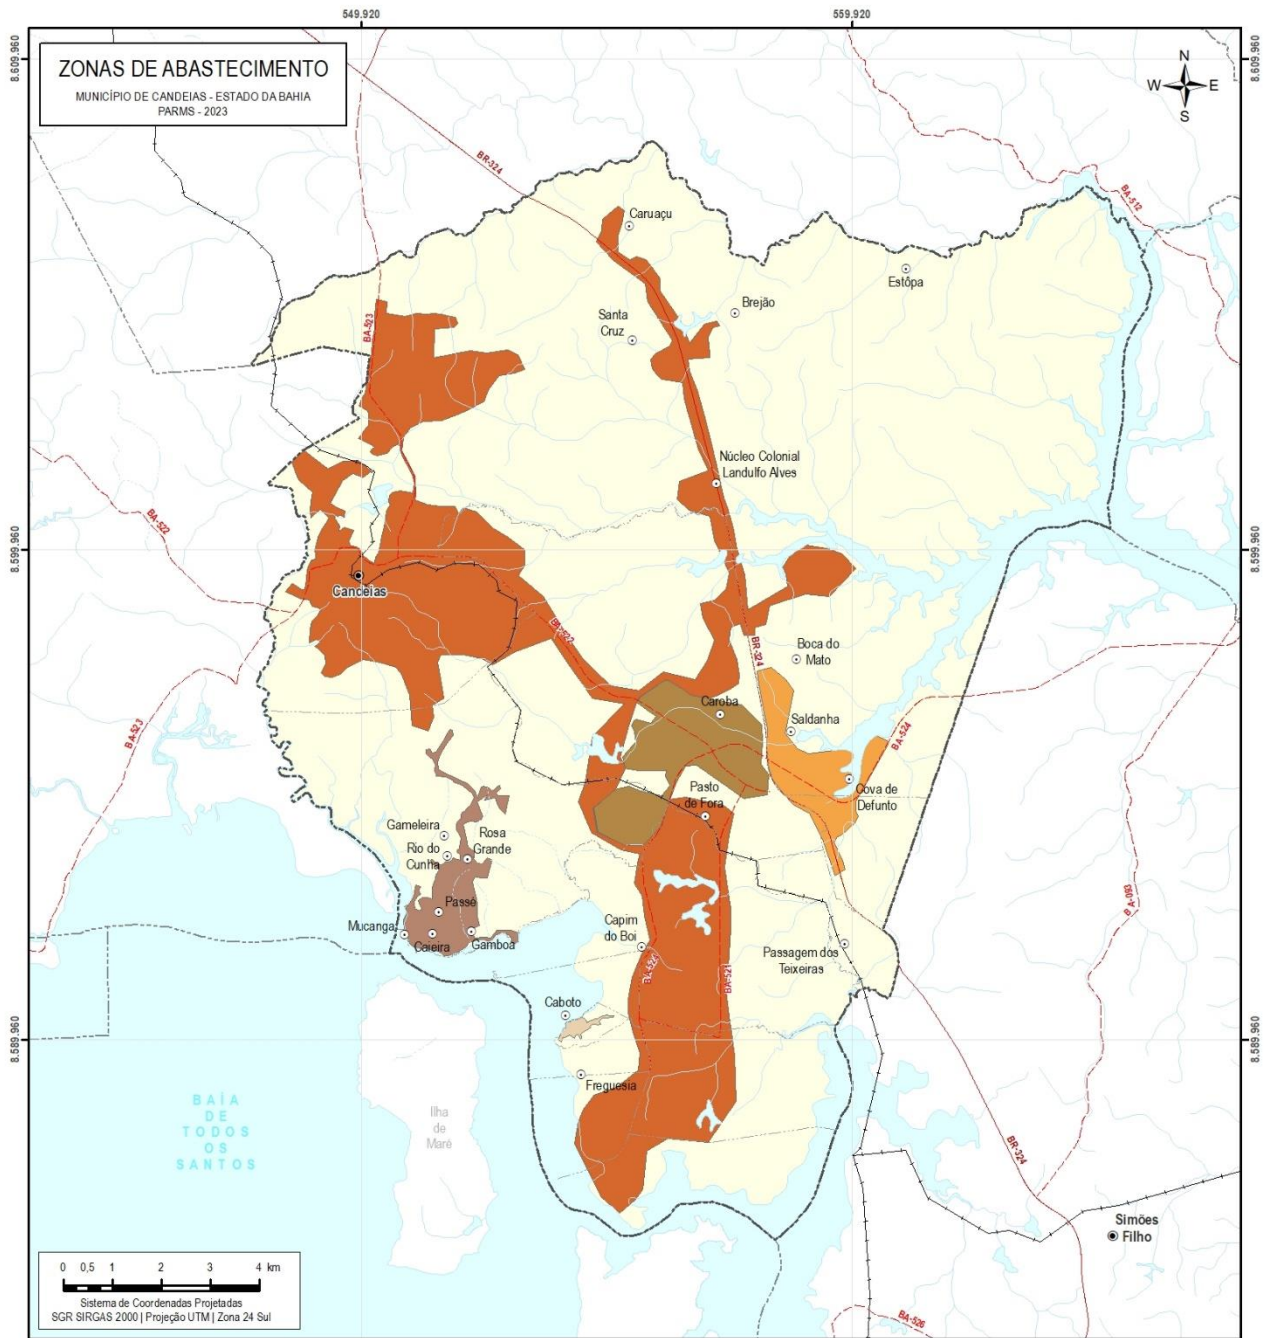 549.920
559.920
8.609.960
8.609.960
ZONAS DE ABASTECIMENTO
MUNICÍPIO DE CANDEIAS - ESTADO DA BAHIA
PARMS - 2023
N
W
E
S
BR-324
BA-512
Caruaçu
Estôpa
Brejão
Santa
Cruz
BA-523
Núcleo Colonial
Landulfo Alves
BA-522
8.599.960
8.599.960
Candeias
BA-522
BR-324
Boca do
Mato
Caroba
Saldanha
BA-524
BA-523
Pasto
de Fora
Cova de
Defunto
Gameleira
Rio do
Cunha
Rosa
Grande
BA-093
Passé
Mucanga
Caieira
Gamboa
Capim
do Boi
Passagem dos
Teixeiras
BA-521
Caboto
8.589.960
8.589.960
Freguesia
BAÍA
DE
TODOS
OS
SANTOS
Ilha
de
Maré
BR-324
Simões
Filho
0 0,5 1 2 3 4 km
Sistema de Coordenadas Projetadas
SGR SIRGAS 2000 | Projeção UTM | Zona 24 Sul
BA-526